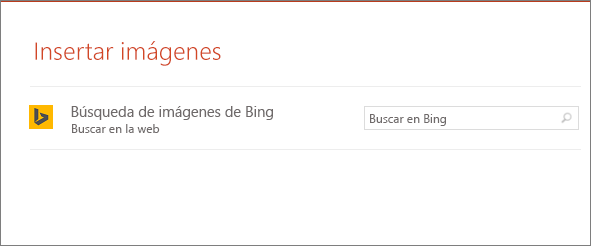 Insertar imágenes
Búsqueda de imágenes de Bing
Buscar en la web
Buscar en Bing